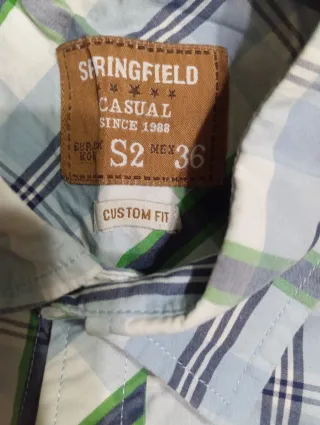 SPRINGFIELD
CASUAL
SINCE 1988
S2 MEX 36
CUSTOM FIT